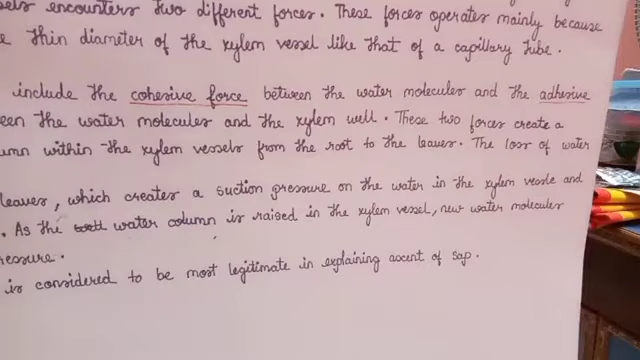 encounters two different forces. These forces operates mainly because
thin diameter of the xylem vessel like that of a capillary tube.
include the cohesive force between the water molecules and the adhesive
the water molecules and the xylem well. These two forces create a
within the xylem vessels from the root to the leaves. The loss of water
leaves, which creates a suction pressure on the water in the xylem vessle and
. As the water column is raised in the xylem vessel, new water molecules
ressure.
is considered to be most legitimate in explaining ascent of sap.